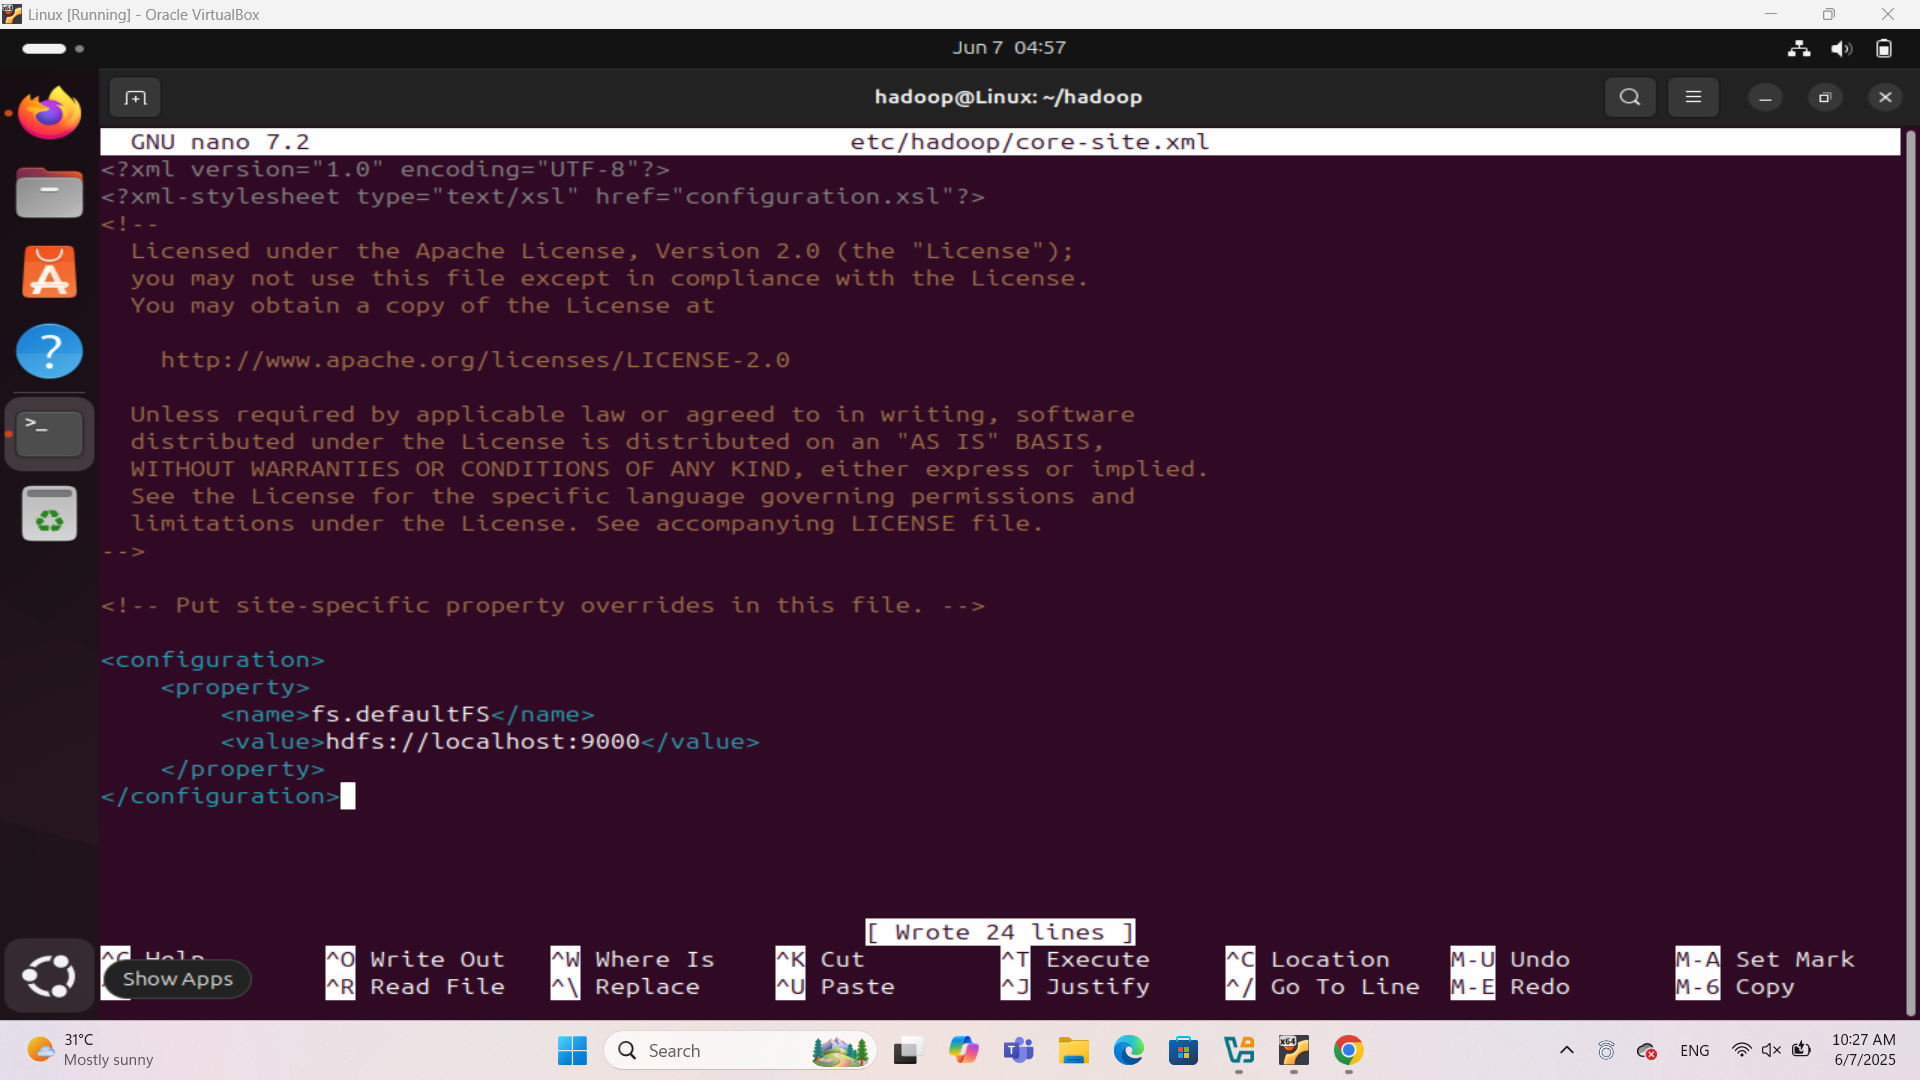 Linux [Running] - Oracle VirtualBox
Jun 7 04:57
hadoop@Linux: ~/hadoop
GNU nano 7.2 etc/hadoop/core-site.xml
<?xml version="1.0" encoding="UTF-8"?>
<?xml-stylesheet type="text/xsl" href="configuration.xsl"?>
<!--
Licensed under the Apache License, Version 2.0 (the "License");
you may not use this file except in compliance with the License.
You may obtain a copy of the License at
http://www.apache.org/licenses/LICENSE-2.0
Unless required by applicable law or agreed to in writing, software
distributed under the License is distributed on an "AS IS" BASIS,
WITHOUT WARRANTIES OR CONDITIONS OF ANY KIND, either express or implied.
See the License for the specific language governing permissions and
limitations under the License. See accompanying LICENSE file.
-->
<!-- Put site-specific property overrides in this file. -->
<configuration>
<property>
<name>fs.defaultFS</name>
<value>hdfs://localhost:9000</value>
</property>
</configuration>
[ Wrote 24 lines ]
^G Help ^O Write Out ^W Where Is ^K Cut ^T Execute ^C Location M-U Undo M-A Set Mark
^R Read File ^\ Replace ^U Paste ^J Justify ^/ Go To Line M-E Redo M-6 Copy
Show Apps
31°C
Mostly sunny
Search
ENG
10:27 AM
6/7/2025